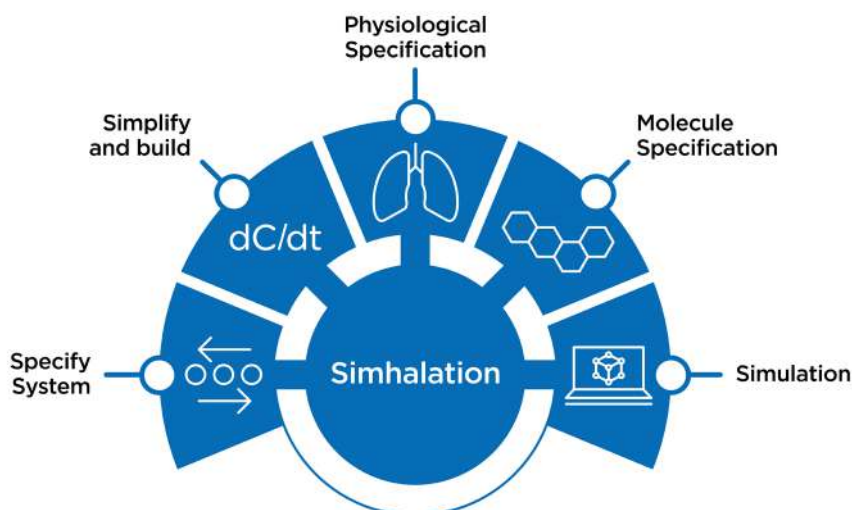 Physiological
Specification
Simplify
and build
Molecule
Specification
dC/dt
Specify
System
Simhalation
Simulation